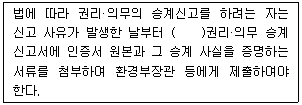 법에 따라 권리·의무의 승계신고를 하려는 자는
신고 사유가 발생한 날부터 (    )권리·의무 승계
신고서에 인증서 원본과 그 승계 사실을 증명하는
서류를 첨부하여 환경부장관 등에게 제출하여야
한다.